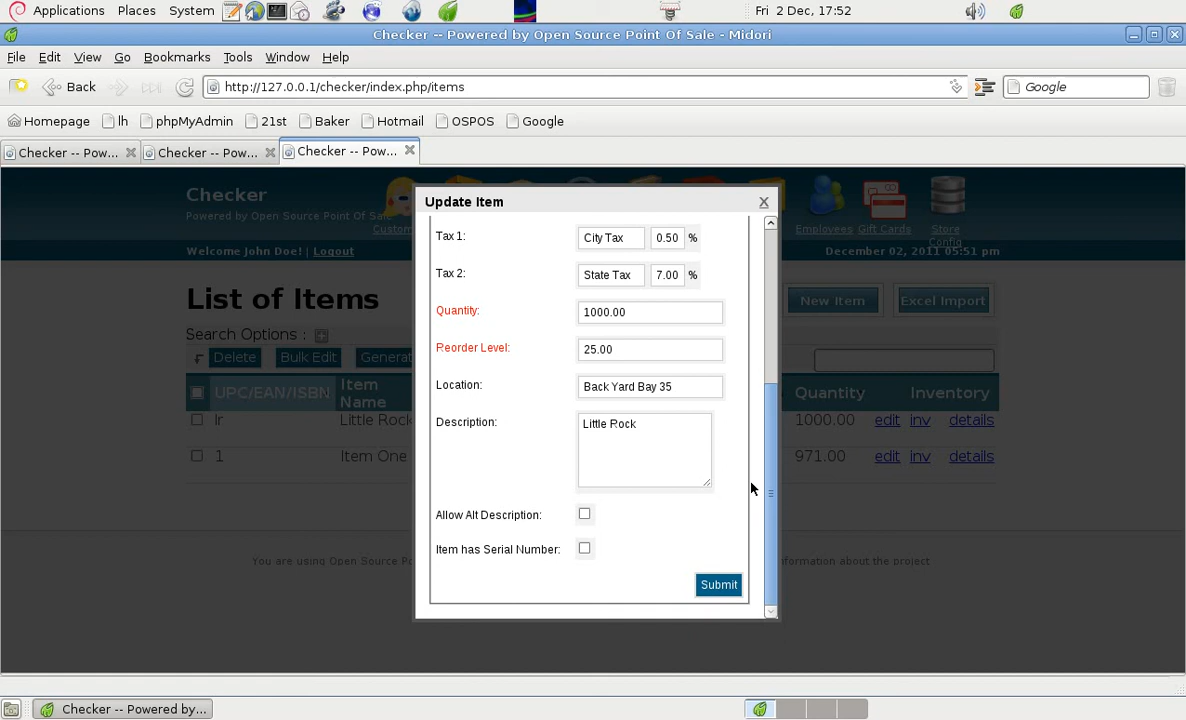 Applications Places System Fri 2 Dec, 17:52
Checker -- Powered by Open Source Point Of Sale - Midori
File Edit View Go Bookmarks Tools Window Help
Back http://127.0.0.1/checker/index.php/items Google
Homepage lh phpMyAdmin 21st Baker Hotmail OSPOS Google
Checker -- Pow... Checker -- Pow... Checker -- Pow...
Checker
Powered by Open Source Point Of Sale
Employees Gift Cards Store
Config
Welcome John Doe! | Logout December 02, 2011 05:51 pm
List of Items New Item Excel Import
Search Options :
Delete Bulk Edit
UPC/EAN/ISBN Item Name Quantity Inventory
lr Little Rock 1000.00 edit inv details
1 Item One 971.00 edit inv details
You are using Open Source
information about the project
Update Item X
Tax 1: City Tax 0.50 %
Tax 2: State Tax 7.00 %
Quantity: 1000.00
Reorder Level: 25.00
Location: Back Yard Bay 35
Description: Little Rock
Allow Alt Description:
Item has Serial Number:
Submit
Checker -- Powered by...